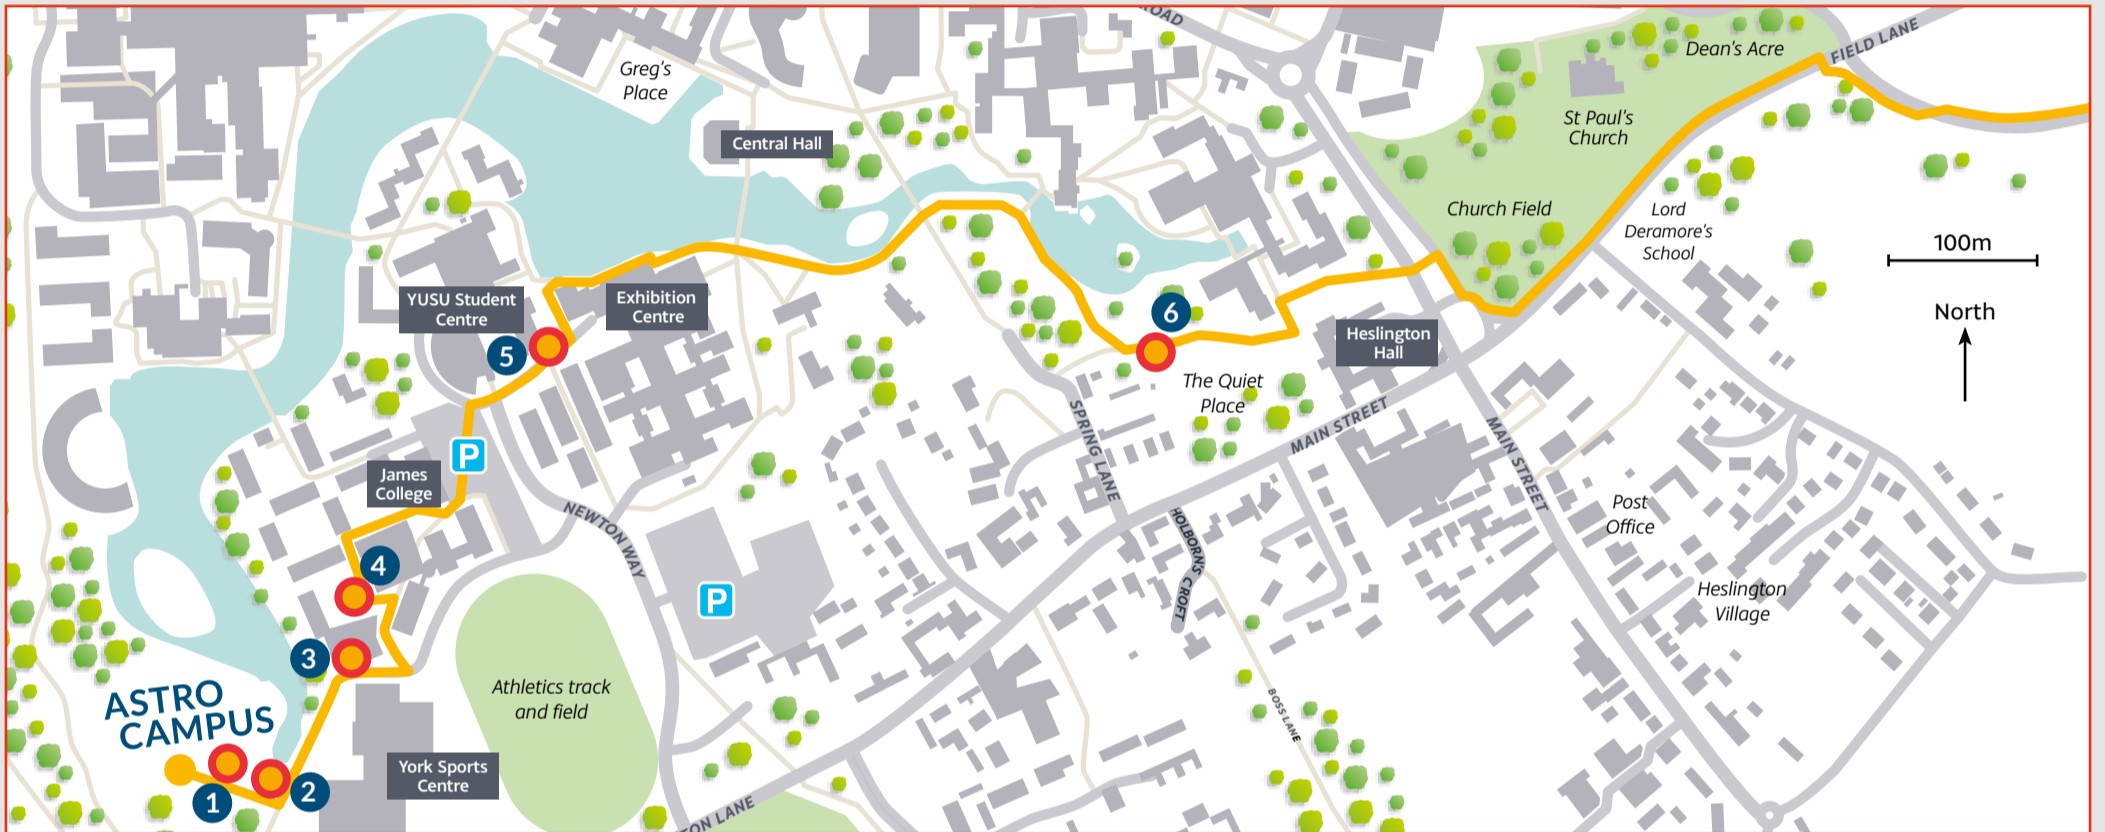 ROAD
FIELD LANE
Dean's Acre
Greg's
Place
St Paul's
Church
Central Hall
Church Field
Lord
Deramore's
School
100m
North
YUSU Student
Centre
Exhibition
Centre
6
Heslington
Hall
5
The Quiet
Place
MAIN STREET
SPRING LANE
MAIN STREET
P
James
College
NEWTON WAY
HOLBORNS CROFT
Post
Office
4
P
Heslington
Village
3
ASTRO
CAMPUS
Athletics track
and field
BOSS LANE
York Sports
Centre
1
2
TON LANE